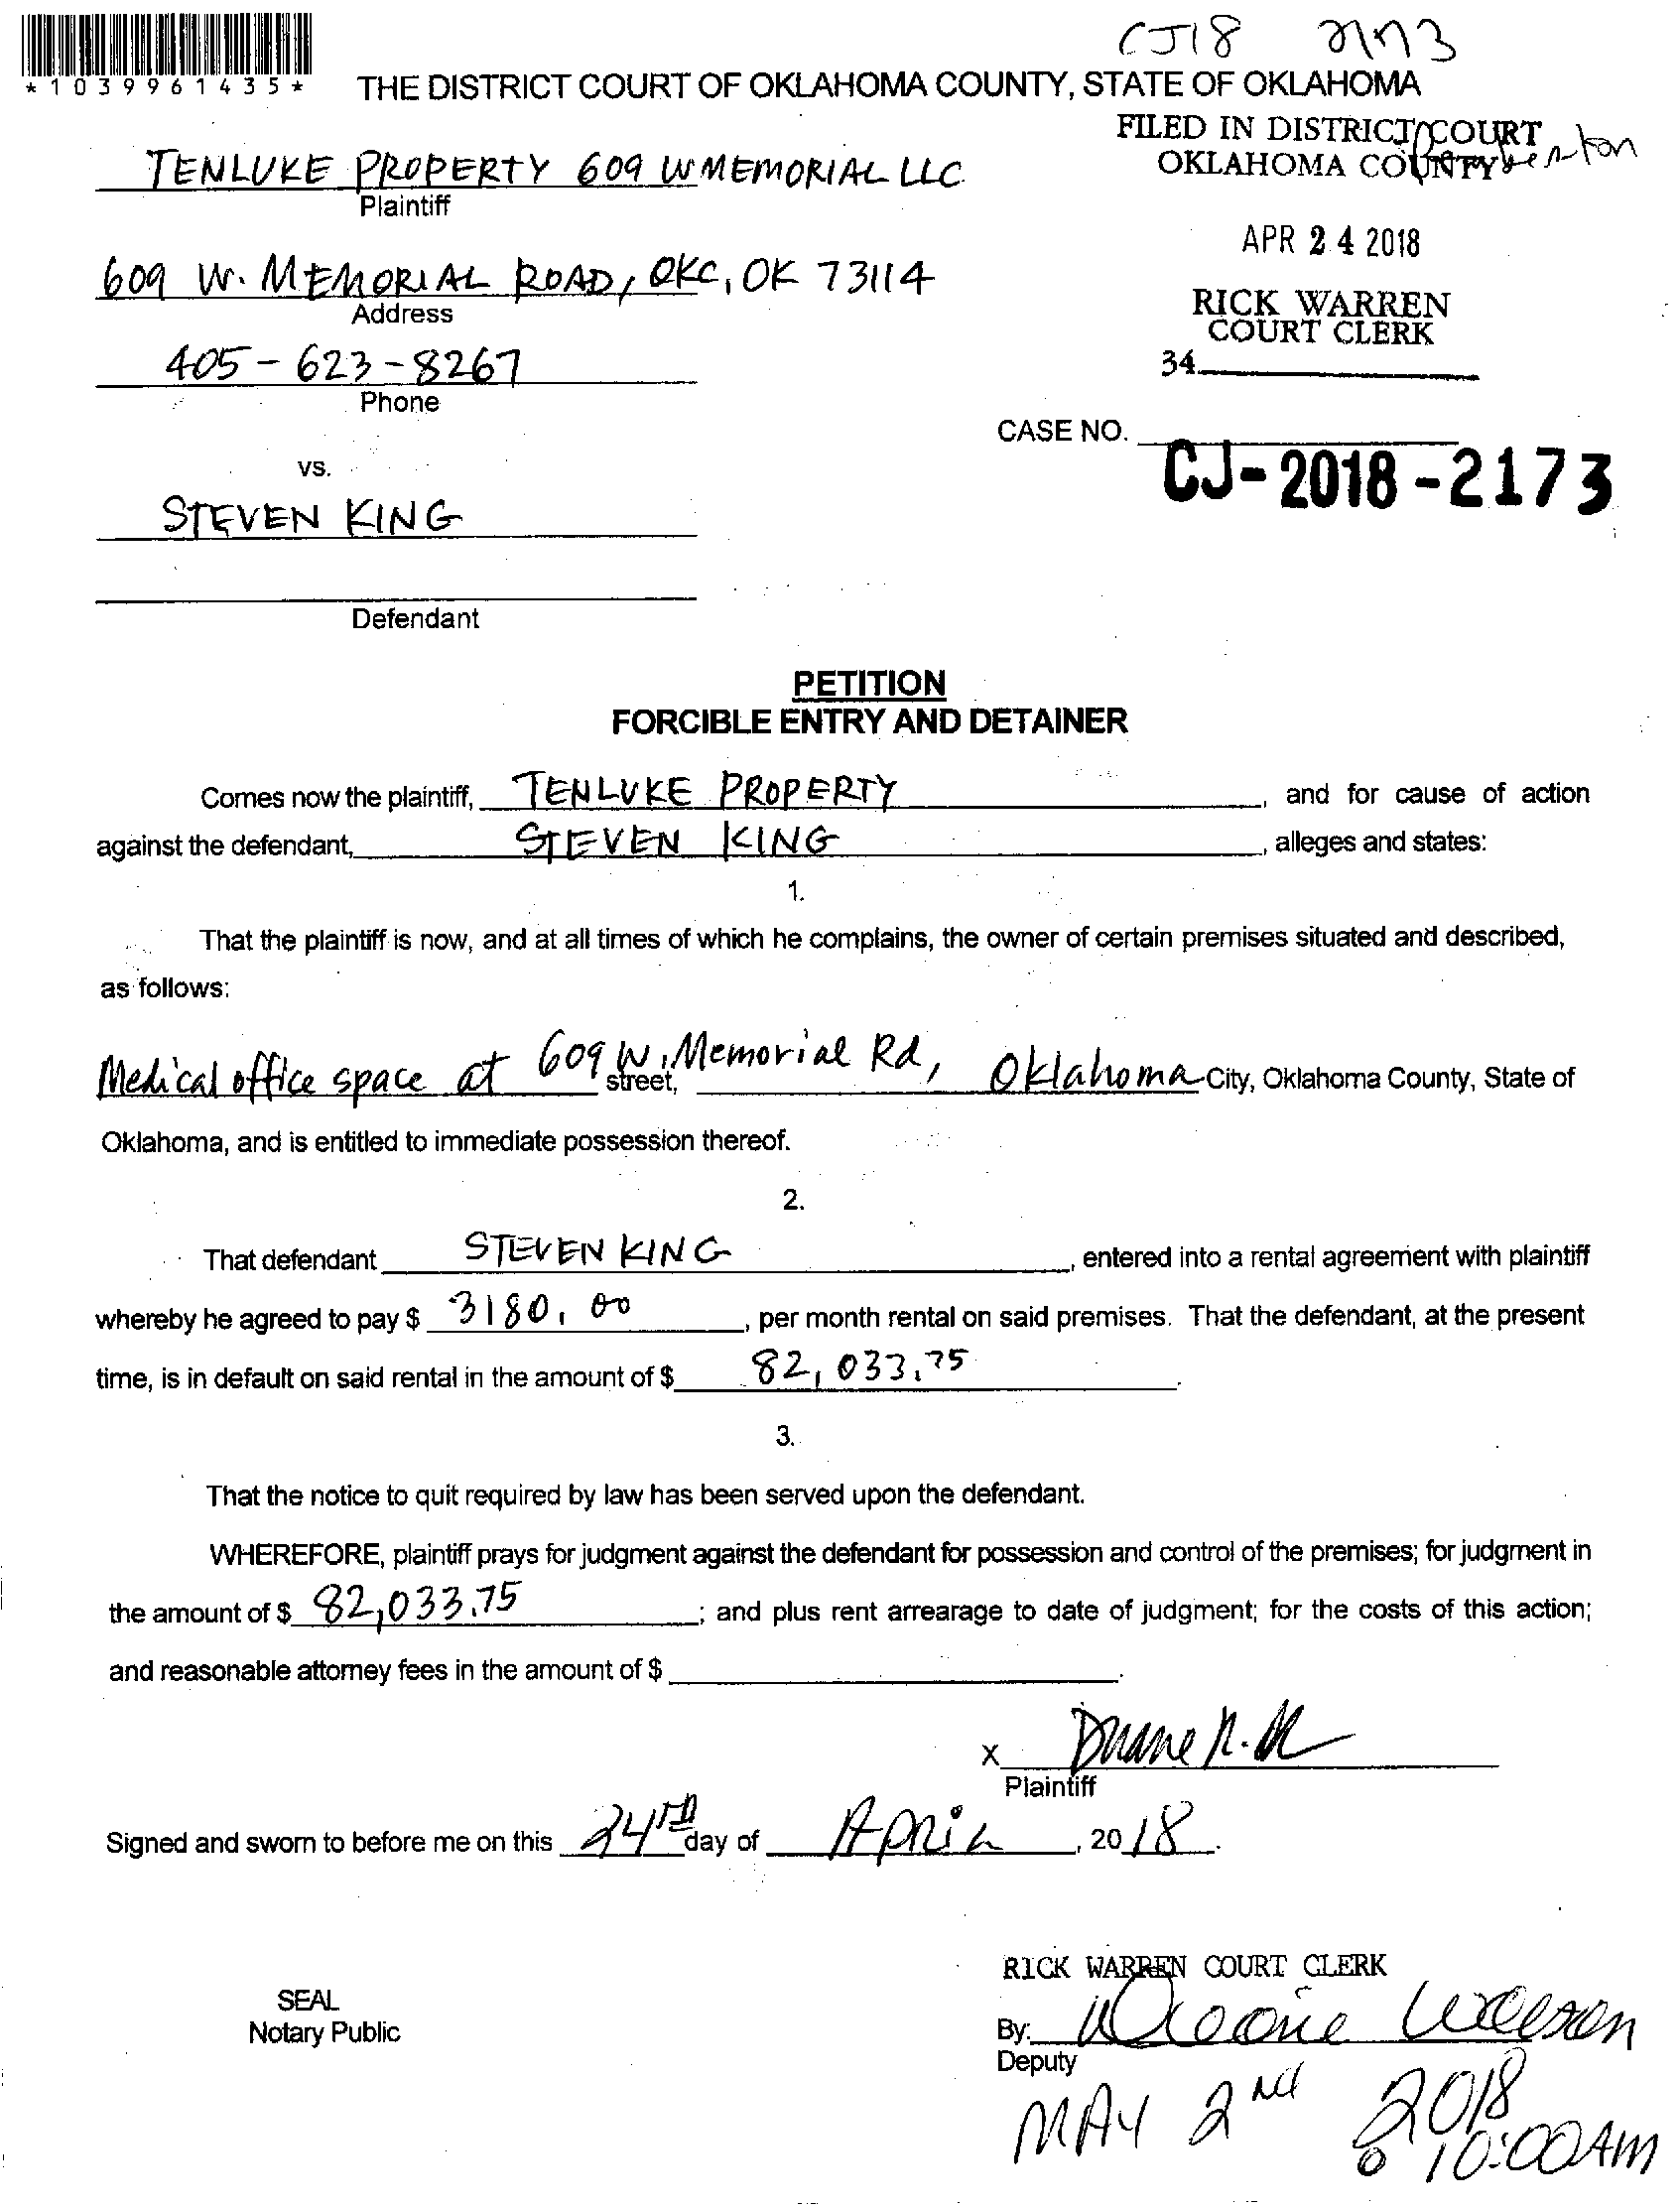 CJ18 2173
*1039961435*
THE DISTRICT COURT OF OKLAHOMA COUNTY, STATE OF OKLAHOMA
FILED IN DISTRICT COURT
OKLAHOMA COUNTY
TENLUKE PROPERTY 609 W MEMORIAL LLC
Plaintiff
APR 24 2018
609 W. MEMORIAL ROAD, OKC, OK 73114
Address
RICK WARREN
COURT CLERK
405-623-8267
34
Phone
CASE NO.
CJ-2018-2173
vs.
STEVEN KING
Defendant
PETITION
FORCIBLE ENTRY AND DETAINER
Comes now the plaintiff, TENLUKE PROPERTY, and for cause of action
against the defendant, STEVEN KING, alleges and states:
1.
That the plaintiff is now, and at all times of which he complains, the owner of certain premises situated and described,
as follows:
Medical office space at 609 W. Memorial Rd, street, Oklahoma City, Oklahoma County, State of
Oklahoma, and is entitled to immediate possession thereof.
2.
That defendant STEVEN KING, entered into a rental agreement with plaintiff
whereby he agreed to pay $ 3180.00, per month rental on said premises. That the defendant, at the present
time, is in default on said rental in the amount of $ 82,033.75.
3.
That the notice to quit required by law has been served upon the defendant.
WHEREFORE, plaintiff prays for judgment against the defendant for possession and control of the premises; for judgment in
the amount of $ 82,033.75; and plus rent arrearage to date of judgment; for the costs of this action;
and reasonable attorney fees in the amount of $.
x Duane
Plaintiff
Signed and sworn to before me on this 24th day of April, 2018.
RICK WARREN COURT CLERK
SEAL
Notary Public
By:
Deputy
MAY 2nd 2018
10:00AM